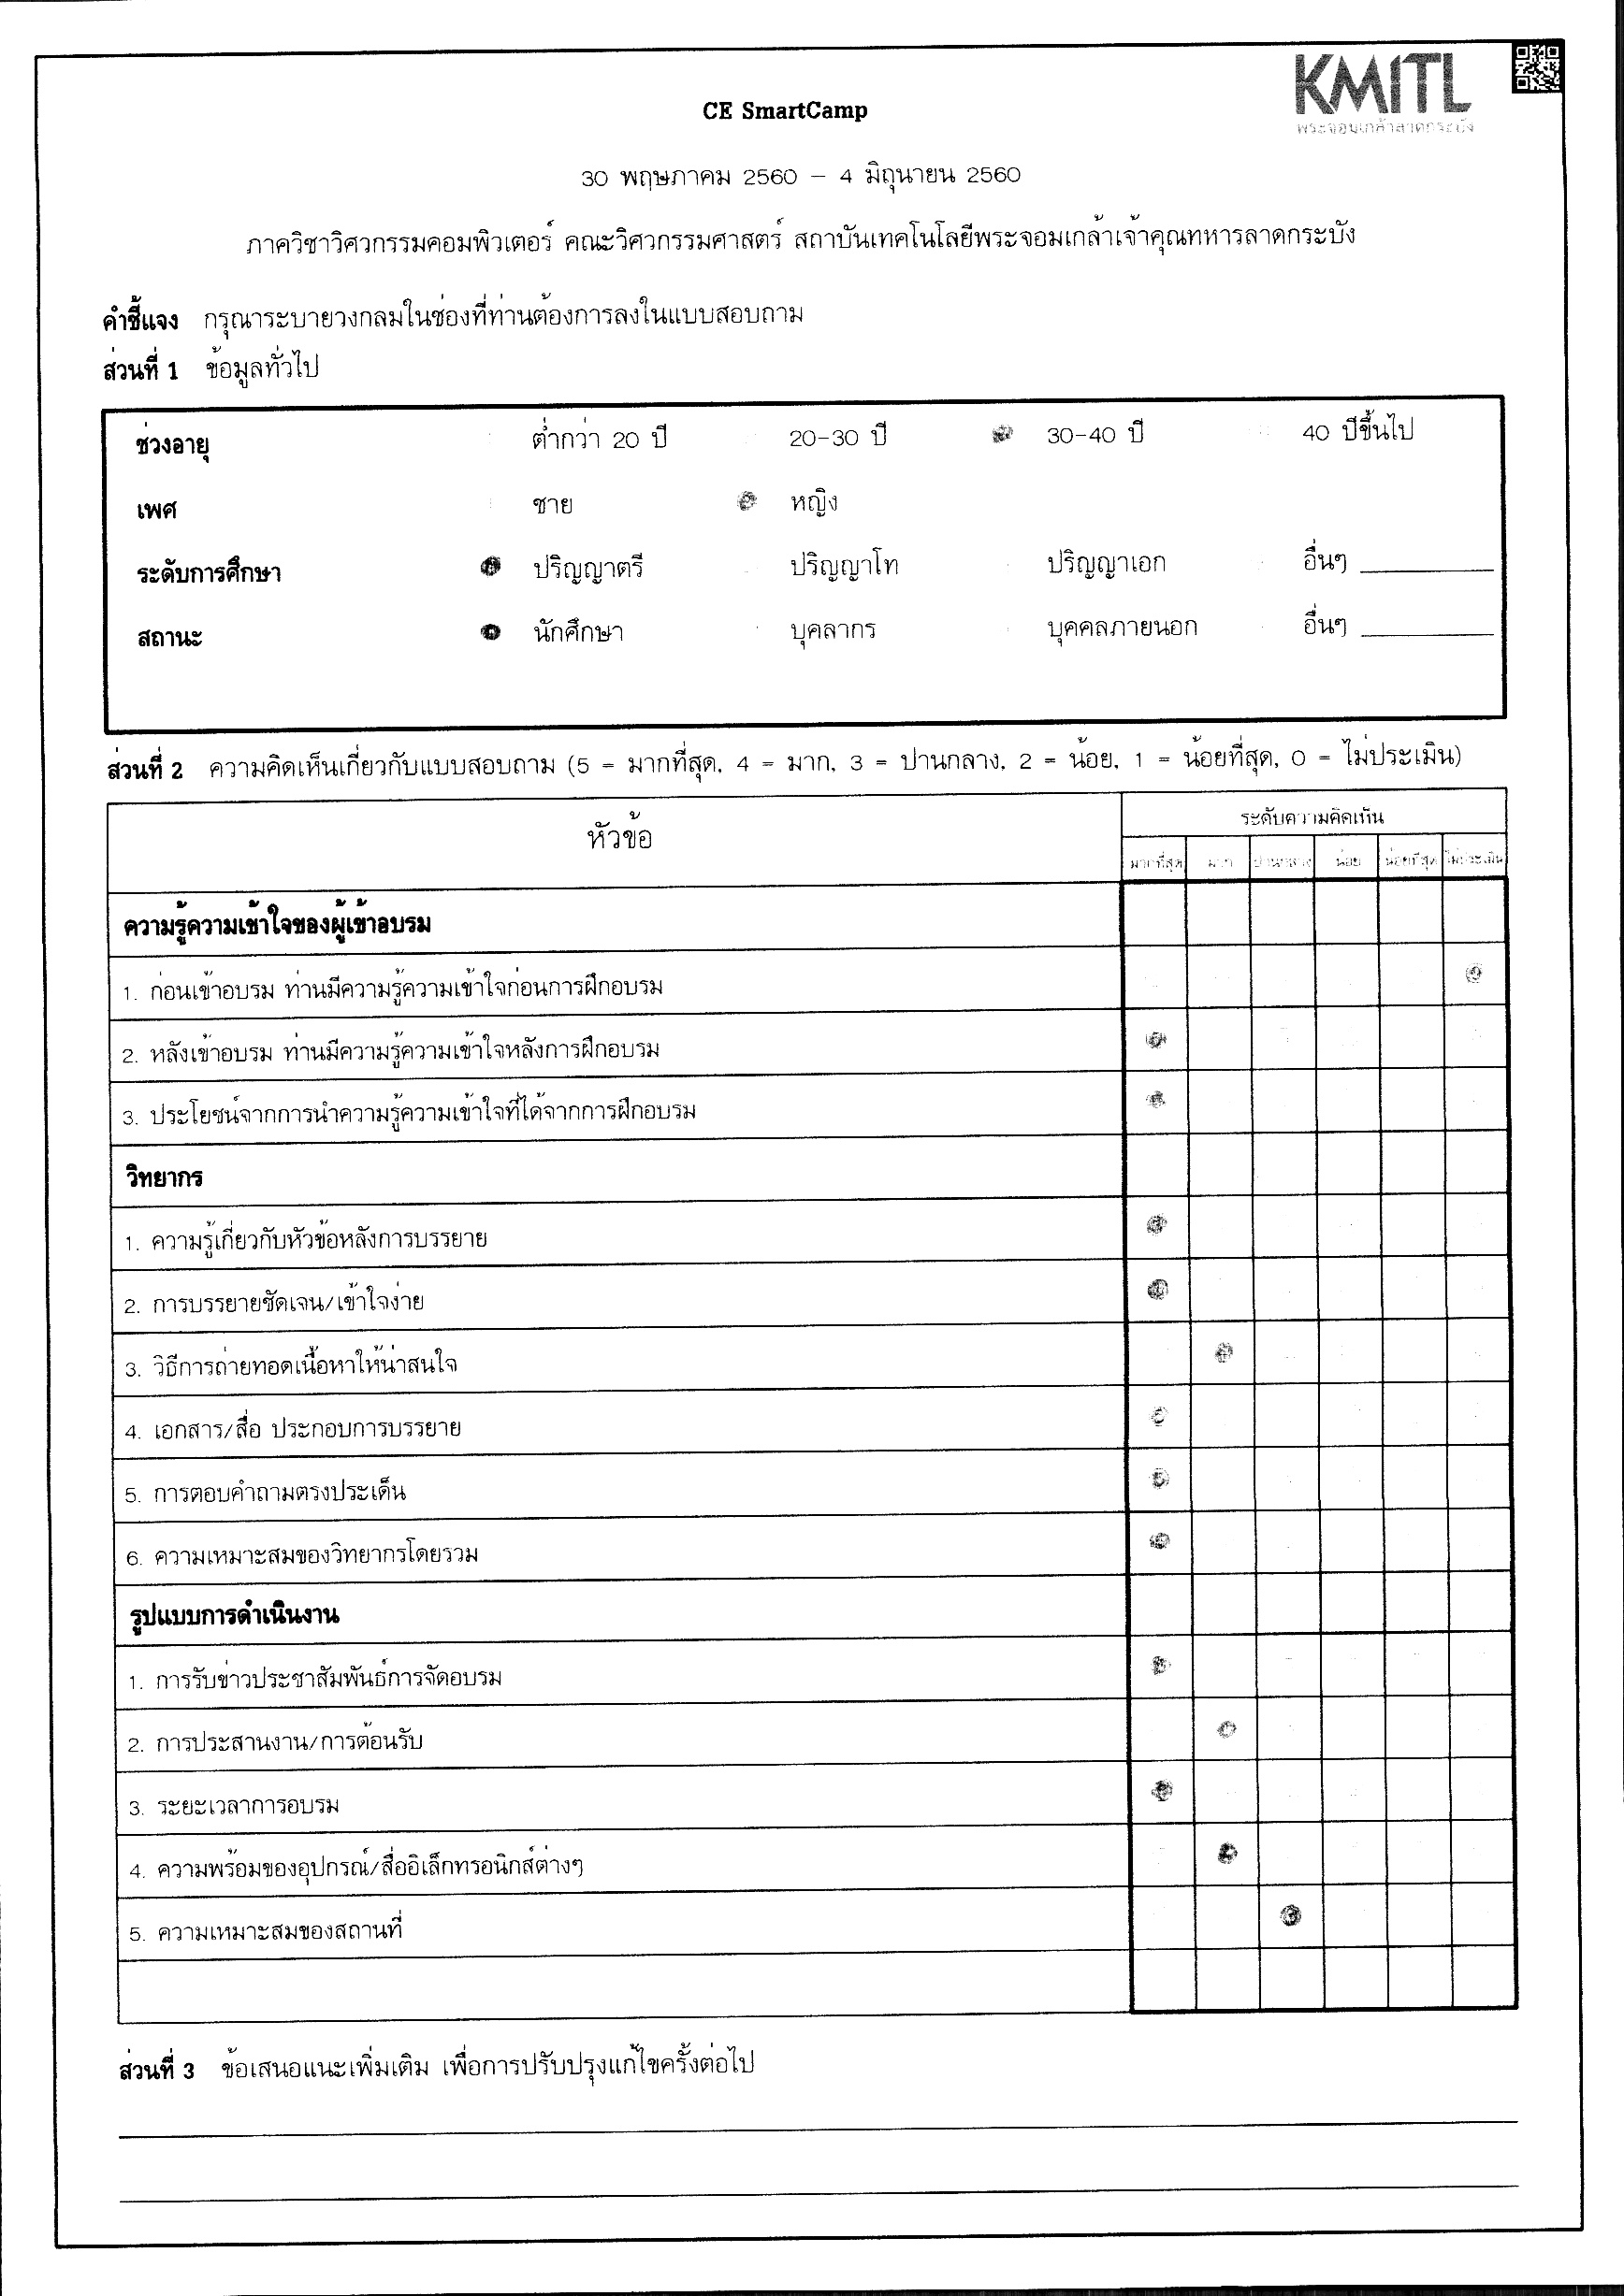 KMITL
พระจอมเกล้าลาดกระบัง
CE SmartCamp
30 พฤษภาคม 2560 – 4 มิถุนายน 2560
ภาควิชาวิศวกรรมคอมพิวเตอร์ คณะวิศวกรรมศาสตร์ สถาบันเทคโนโลยีพระจอมเกล้าเจ้าคุณทหารลาดกระบัง
คำชี้แจง กรุณาระบายวงกลมในช่องที่ท่านต้องการลงในแบบสอบถาม
ส่วนที่ 1 ข้อมูลทั่วไป
ช่วงอายุ ต่ำกว่า 20 ปี 20-30 ปี 30-40 ปี 40 ปีขึ้นไป
เพศ ชาย หญิง
ระดับการศึกษา ปริญญาตรี ปริญญาโท ปริญญาเอก อื่นๆ
สถานะ นักศึกษา บุคลากร บุคคลภายนอก อื่นๆ
ส่วนที่ 2 ความคิดเห็นเกี่ยวกับแบบสอบถาม (5 = มากที่สุด, 4 = มาก, 3 = ปานกลาง, 2 = น้อย, 1 = น้อยที่สุด, 0 = ไม่ประเมิน)
หัวข้อ ระดับความคิดเห็น
มากที่สุด มาก ปานกลาง น้อย น้อยที่สุด ไม่ประเมิน
ความรู้ความเข้าใจของผู้เข้าอบรม
1. ก่อนเข้าอบรม ท่านมีความรู้ความเข้าใจก่อนการฝึกอบรม
2. หลังเข้าอบรม ท่านมีความรู้ความเข้าใจหลังการฝึกอบรม
3. ประโยชน์จากการนำความรู้ความเข้าใจที่ได้จากการฝึกอบรม
วิทยากร
1. ความรู้เกี่ยวกับหัวข้อหลังการบรรยาย
2. การบรรยายชัดเจน/เข้าใจง่าย
3. วิธีการถ่ายทอดเนื้อหาให้น่าสนใจ
4. เอกสาร/สื่อ ประกอบการบรรยาย
5. การตอบคำถามตรงประเด็น
6. ความเหมาะสมของวิทยากรโดยรวม
รูปแบบการดำเนินงาน
1. การรับข่าวประชาสัมพันธ์การจัดอบรม
2. การประสานงาน/การต้อนรับ
3. ระยะเวลาการอบรม
4. ความพร้อมของอุปกรณ์/สื่ออิเล็กทรอนิกส์ต่างๆ
5. ความเหมาะสมของสถานที่
ส่วนที่ 3 ข้อเสนอแนะเพิ่มเติม เพื่อการปรับปรุงแก้ไขครั้งต่อไป